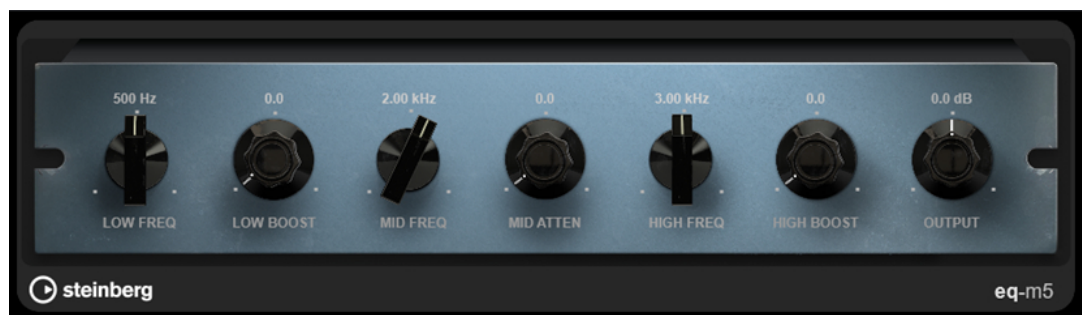 500 Hz 0.0 2.00 kHz 0.0 3.00 kHz 0.0 0.0 dB
LOW FREQ LOW BOOST MID FREQ MID ATTEN HIGH FREQ HIGH BOOST OUTPUT
steinberg eq-m5